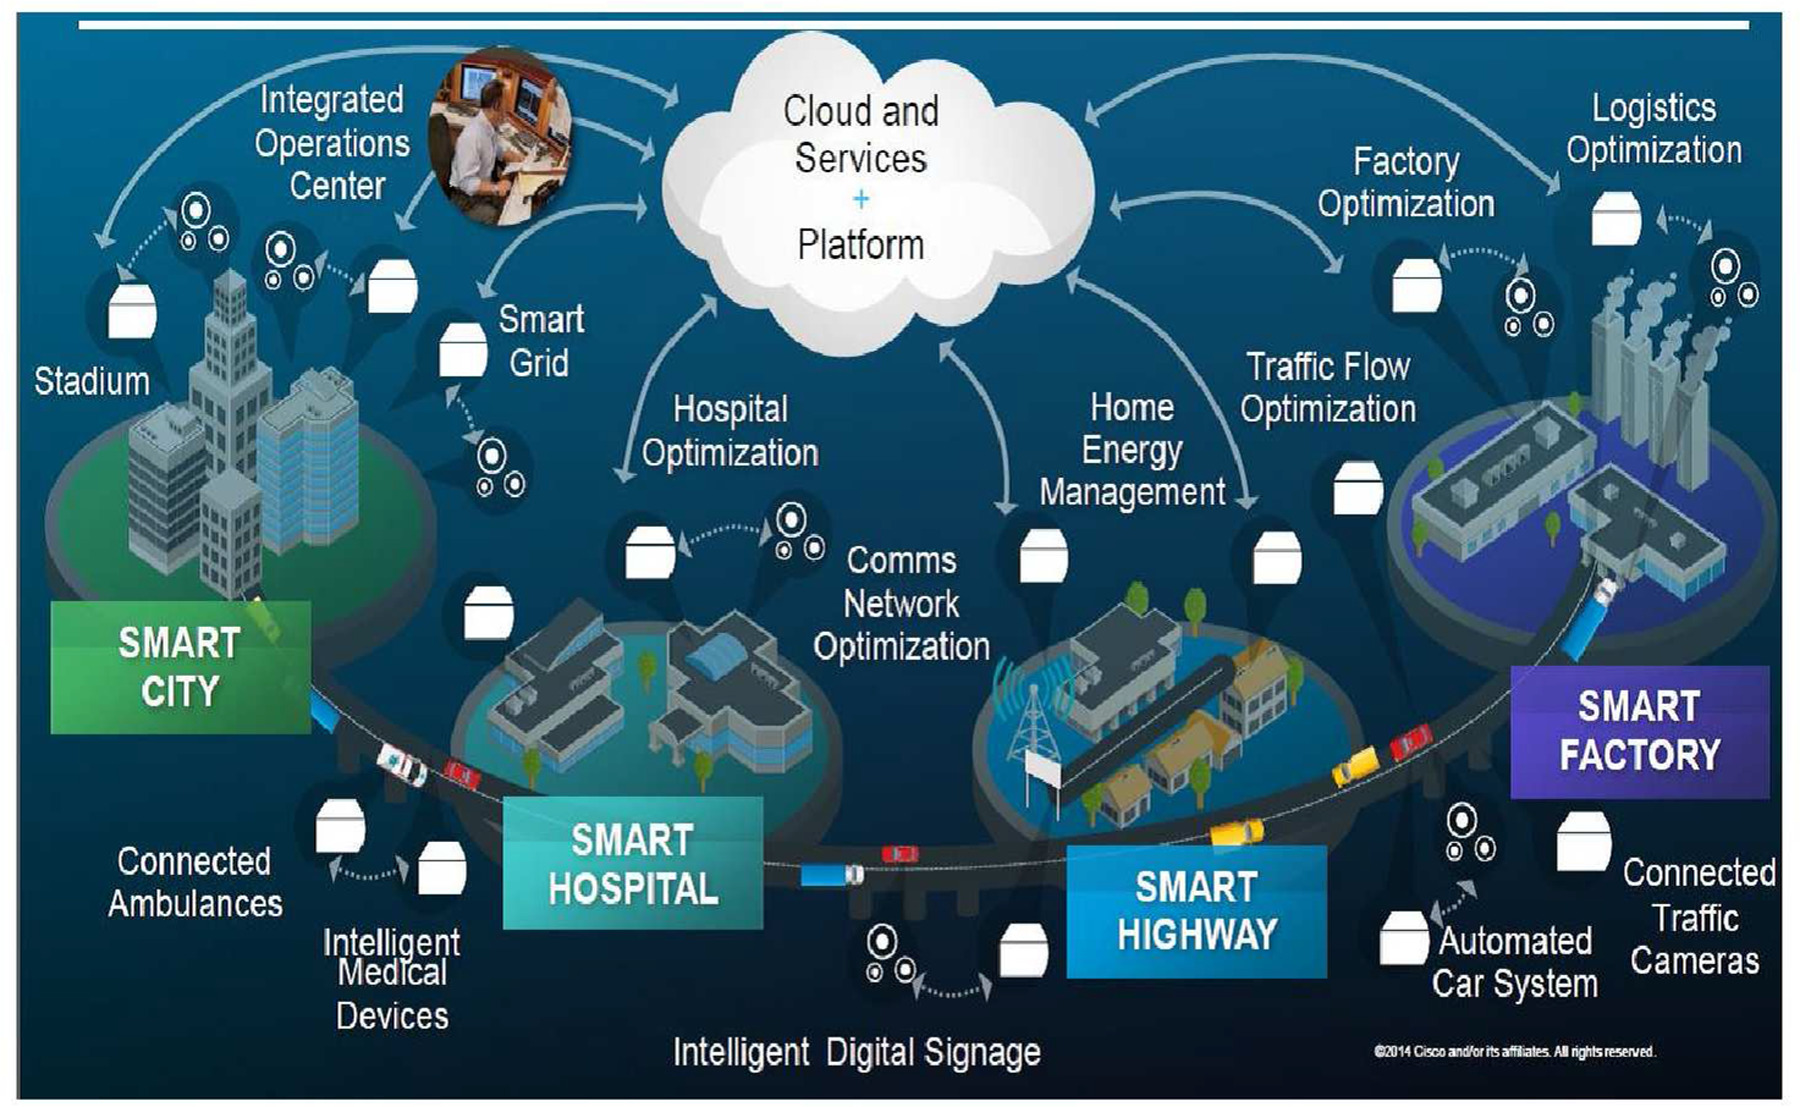 Integrated
Operations
Center
Cloud and
Services
+
Platform
Logistics
Optimization
Factory
Optimization
Stadium
Smart
Grid
Hospital
Optimization
Home
Energy
Management
Traffic Flow
Optimization
Comms
Network
Optimization
SMART
CITY
SMART
HOSPITAL
SMART
HIGHWAY
SMART
FACTORY
Connected
Ambulances
Intelligent
Medical
Devices
Intelligent Digital Signage
Automated
Car System
Connected
Traffic
Cameras
©2014 Cisco and/or its affiliates. All rights reserved.